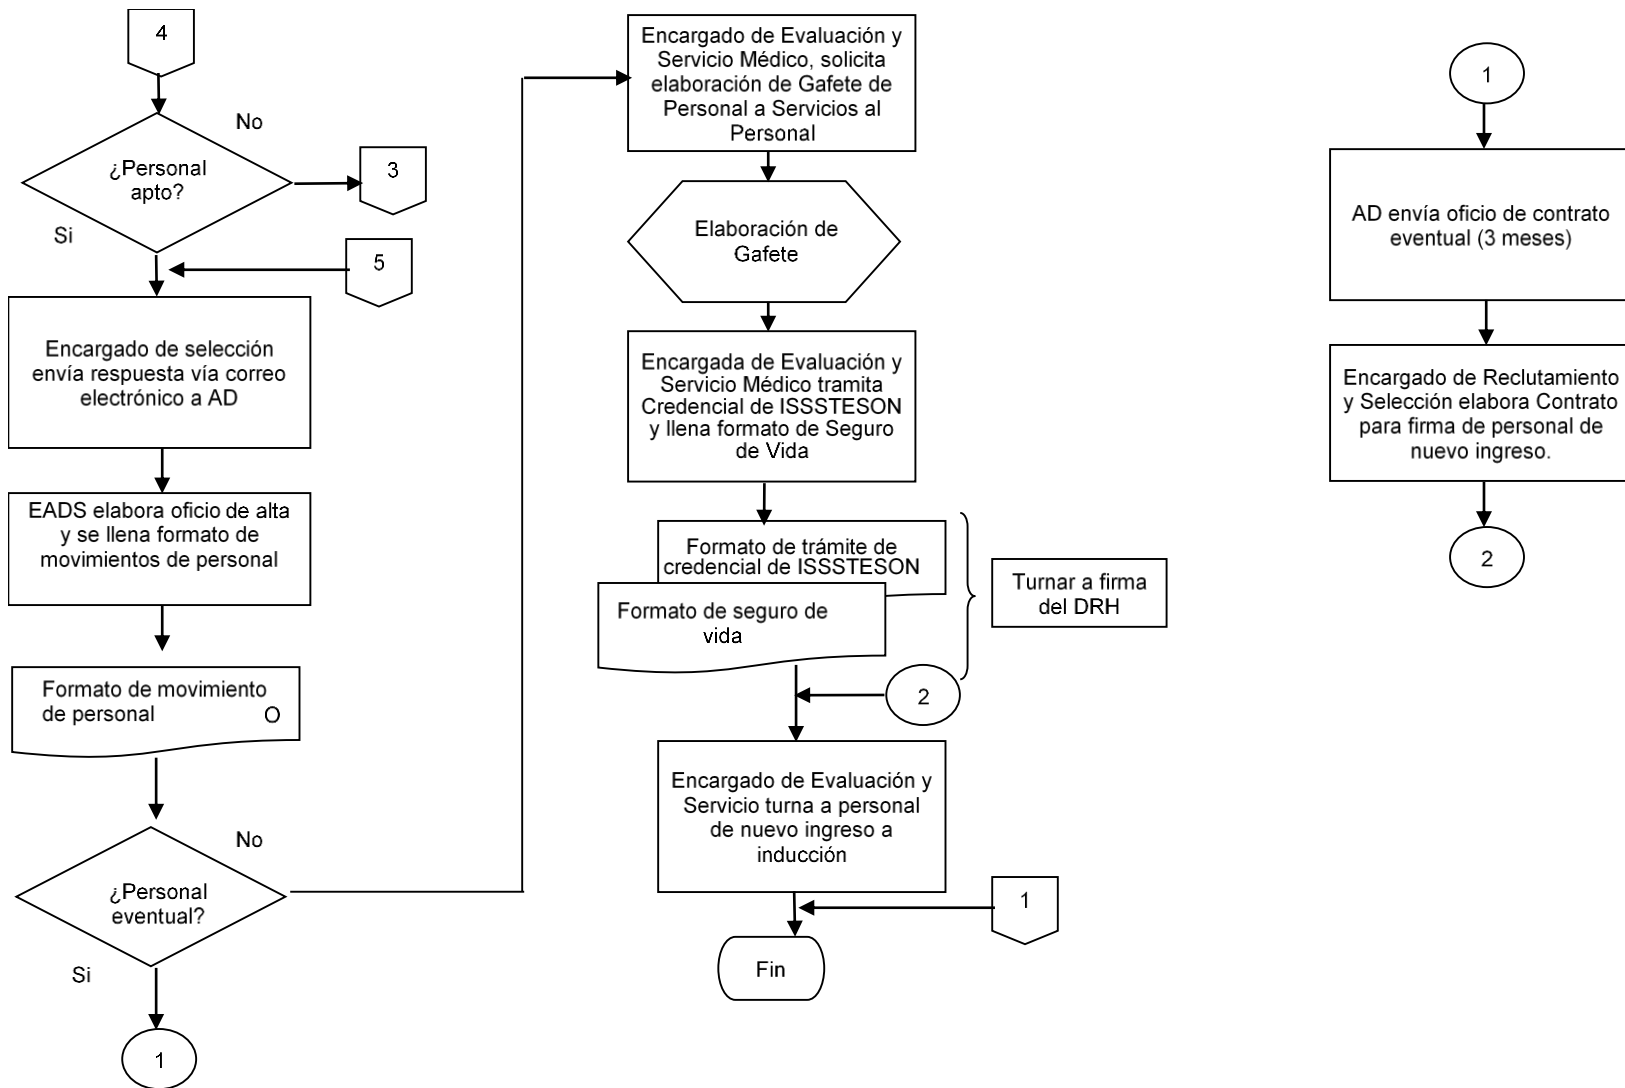 4
No
¿Personal
apto?
3
Si
5
Encargado de selección
envía respuesta vía correo
electrónico a AD
EADS elabora oficio de alta
y se llena formato de
movimientos de personal
Formato de movimiento
de personal O
No
¿Personal
eventual?
Si
1
Encargado de Evaluación y
Servicio Médico, solicita
elaboración de Gafete de
Personal a Servicios al
Personal
Elaboración de
Gafete
Encargada de Evaluación y
Servicio Médico tramita
Credencial de ISSSTESON
y llena formato de Seguro
de Vida
Formato de trámite de
credencial de ISSSTESON
Formato de seguro de
vida
Turnar a firma
del DRH
2
Encargado de Evaluación y
Servicio turna a personal
de nuevo ingreso a
inducción
1
Fin
1
AD envía oficio de contrato
eventual (3 meses)
Encargado de Reclutamiento
y Selección elabora Contrato
para firma de personal de
nuevo ingreso.
2